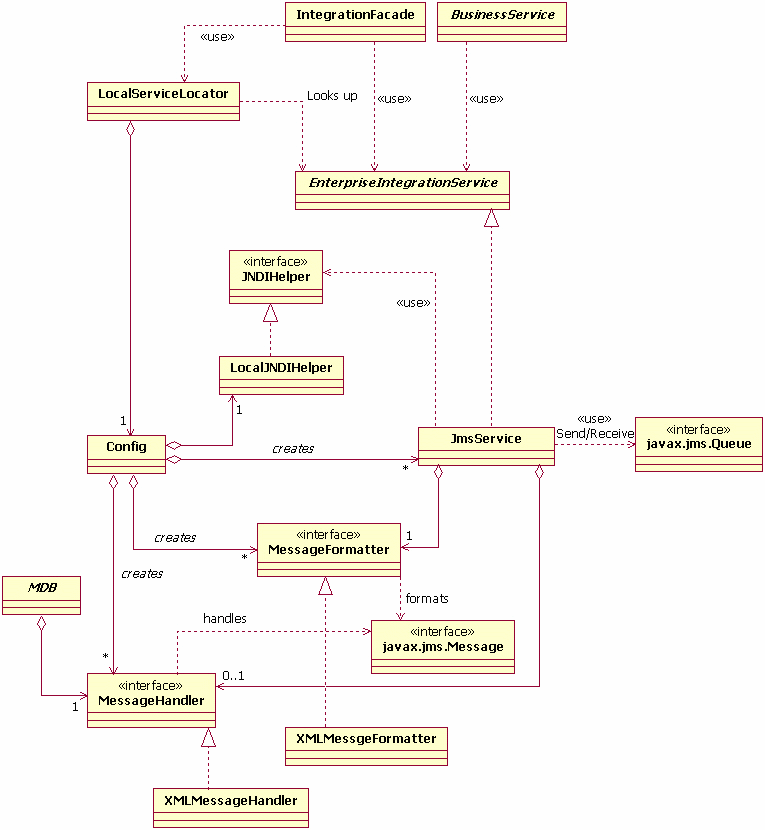 IntegrationFacade
BusinessService
«use»
LocalServiceLocator
Looks up
«use»
«use»
EnterpriseIntegrationService
«interface»
JNDIHelper
«use»
LocalJNDIHelper
1
1
«use»
Send/Receive
«interface»
javax.jms.Queue
Config
creates
*
JmsService
«interface»
MessageFormatter
1
creates
*
creates
MDB
formats
handles
«interface»
javax.jms.Message
*
1
«interface»
MessageHandler
0..1
XMLMessgeFormatter
XMLMessageHandler